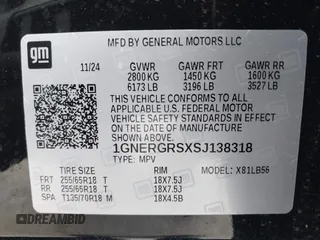 gm
MFD BY GENERAL MOTORS LLC
11/24 GVWR GAWR FRT GAWR RR
2800 KG 1450 KG 1600 KG
6173 LB 3196 LB 3527 LB
THIS VEHICLE CONFORMS TO ALL APPLICABLE
U.S. FEDERAL MOTOR
VEHICLE SAFETY STANDARDS IN EFFECT ON
THE DATE OF MANUFACTURE SHOWN ABOVE.
1GNERGRSXSJ138318
TYPE: MPV
TIRE SIZE RIM MODEL: X81LB56
FRT 255/65R18 T 18X7.5J
RR 255/65R18 T 18X7.5J
SPA T135/70R18 M 18X4.5B
DREAMBID